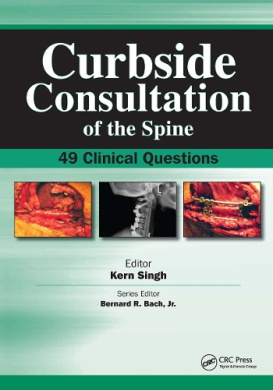 Curbside
Consultation
of the Spine
49 Clinical Questions
Editor
Kern Singh
Series Editor
Bernard R. Bach, Jr.
CRC Press
Taylor & Francis Group